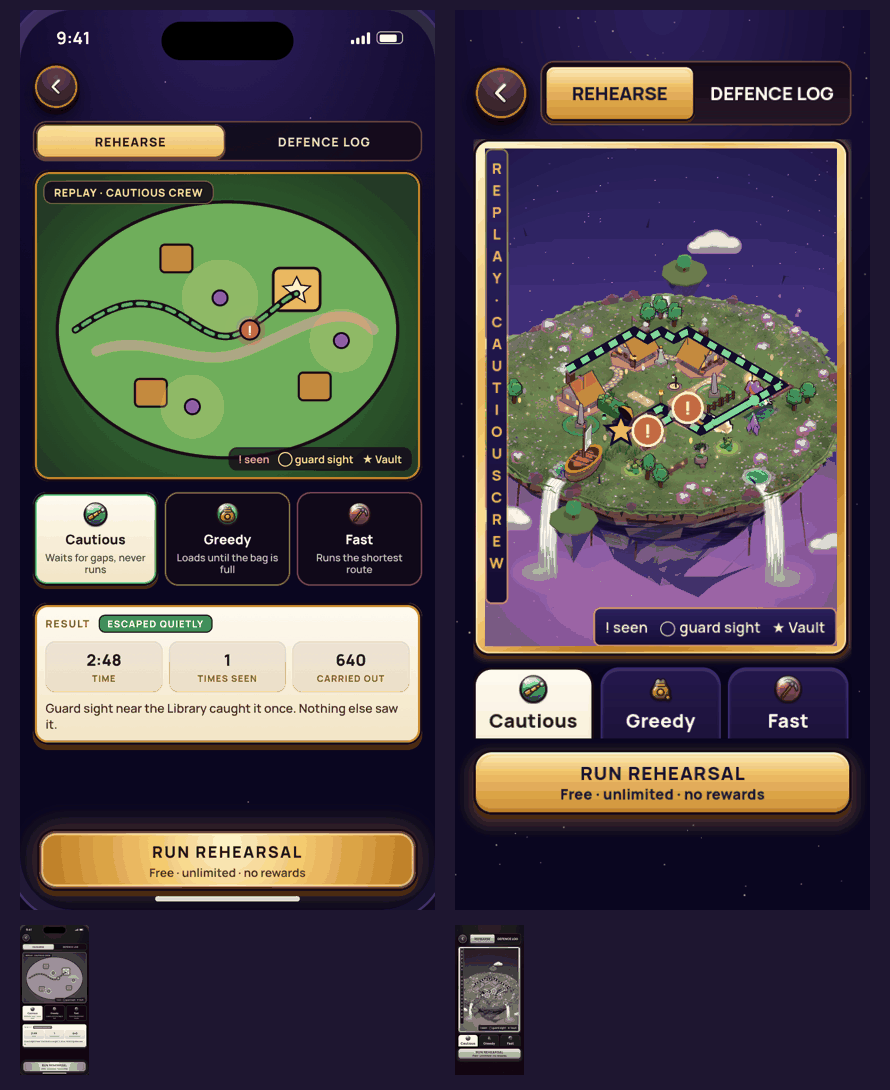 9:41
REHEARSE
DEFENCE LOG
REPLAY · CAUTIOUS CREW
!
! seen ◯ guard sight ★ Vault
Cautious
Waits for gaps, never
runs
Greedy
Loads until the bag is
full
Fast
Runs the shortest
route
RESULT
ESCAPED QUIETLY
2:48
TIME
1
TIMES SEEN
640
CARRIED OUT
Guard sight near the Library caught it once. Nothing else saw
it.
RUN REHEARSAL
Free · unlimited · no rewards
REHEARSE
DEFENCE LOG
REPLAY · CAUTIOUS CREW
!
!
! seen ◯ guard sight ★ Vault
Cautious
Greedy
Fast
RUN REHEARSAL
Free · unlimited · no rewards